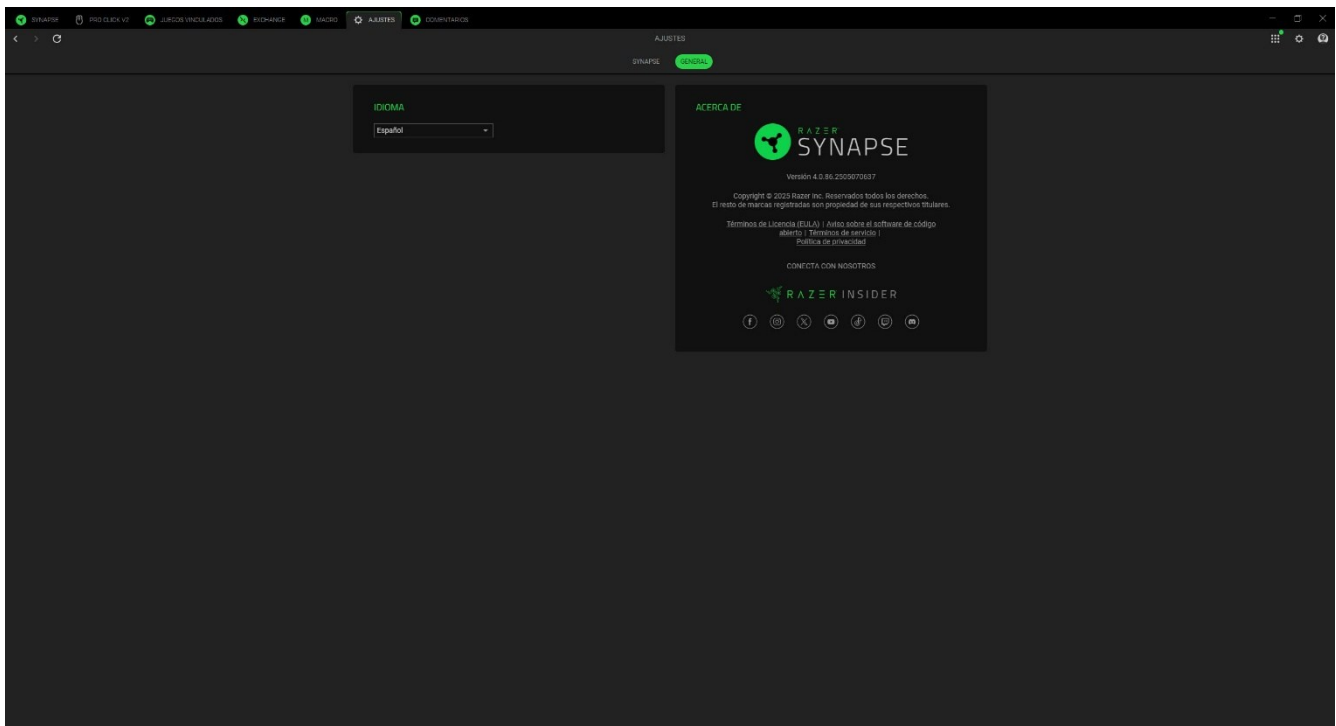 SYNAPSE PRO CLICK V2 JUEGOS VINCULADOS EXCHANGE M MACRO AJUSTES COMENTARIOS
AJUSTES
SYNAPSE GENERAL
IDIOMA
Español
ACERCA DE
RAZER
SYNAPSE
Versión 4.0.86.2505070637
Copyright © 2025 Razer Inc. Reservados todos los derechos.
El resto de marcas registradas son propiedad de sus respectivos titulares.
Términos de Licencia (EULA) | Aviso sobre el software de código
abierto | Términos de servicio |
Política de privacidad
CONECTA CON NOSOTROS
RAZER INSIDER